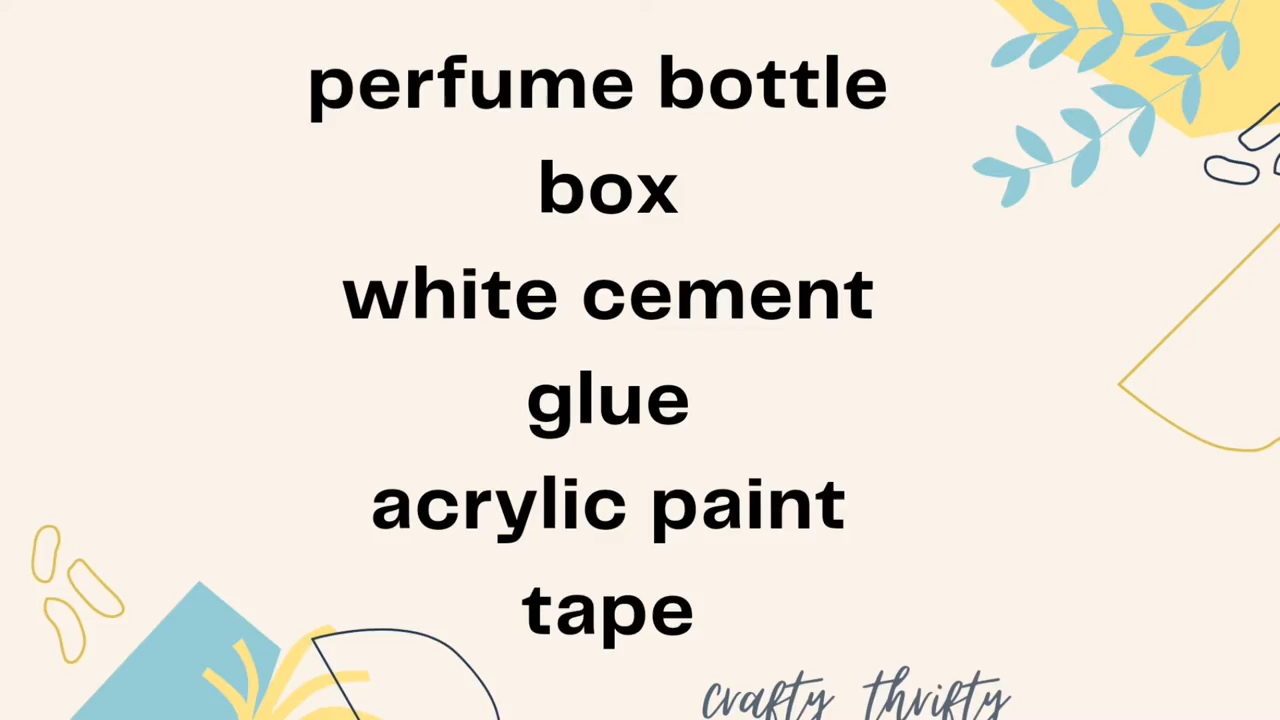 perfume bottle
box
white cement
glue
acrylic paint
tape
crafty thrifty